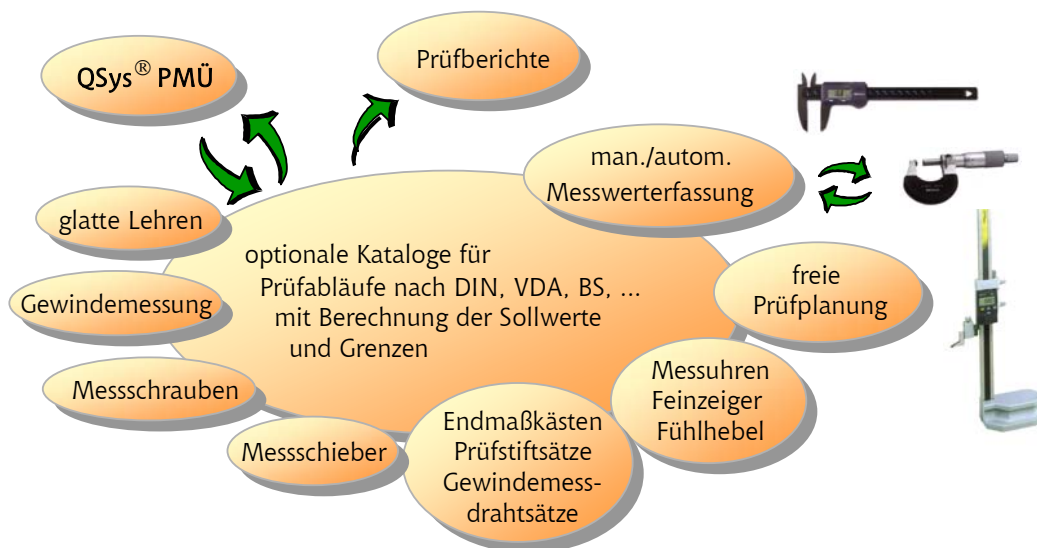 QSys® PMÜ
Prüfberichte
man./autom.
Messwerterfassung
glatte Lehren
optionale Kataloge für
Prüfabläufe nach DIN, VDA, BS, ...
mit Berechnung der Sollwerte
und Grenzen
Gewindemessung
freie
Prüfplanung
Messschrauben
Messuhren
Feinzeiger
Fühlhebel
Messschieber
Endmaßkästen
Prüfstiftsätze
Gewindemess-
drahtsätze